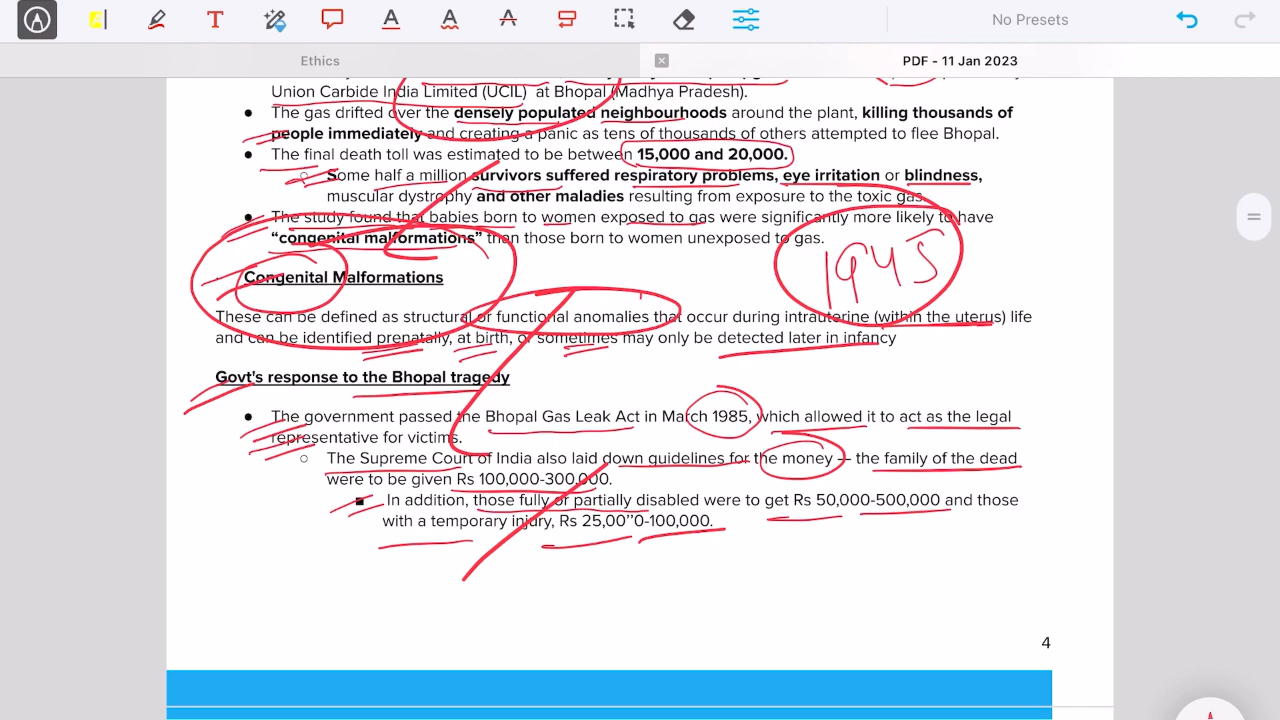 No Presets
Ethics
PDF - 11 Jan 2023
Union Carbide India Limited (UCIL) at Bhopal (Madhya Pradesh).
● The gas drifted over the densely populated neighbourhoods around the plant, killing thousands of
people immediately and creating a panic as tens of thousands of others attempted to flee Bhopal.
● The final death toll was estimated to be between 15,000 and 20,000.
○ Some half a million survivors suffered respiratory problems, eye irritation or blindness,
muscular dystrophy and other maladies resulting from exposure to the toxic gas.
● The study found that babies born to women exposed to gas were significantly more likely to have
“congenital malformations” than those born to women unexposed to gas.
1945
Congenital Malformations
These can be defined as structural or functional anomalies that occur during intrauterine (within the uterus) life
and can be identified prenatally, at birth, or sometimes may only be detected later in infancy
Govt's response to the Bhopal tragedy
● The government passed the Bhopal Gas Leak Act in March 1985, which allowed it to act as the legal
representative for victims.
○ The Supreme Court of India also laid down guidelines for the money – the family of the dead
were to be given Rs 100,000-300,000.
■ In addition, those fully or partially disabled were to get Rs 50,000-500,000 and those
with a temporary injury, Rs 25,00”0-100,000.
4